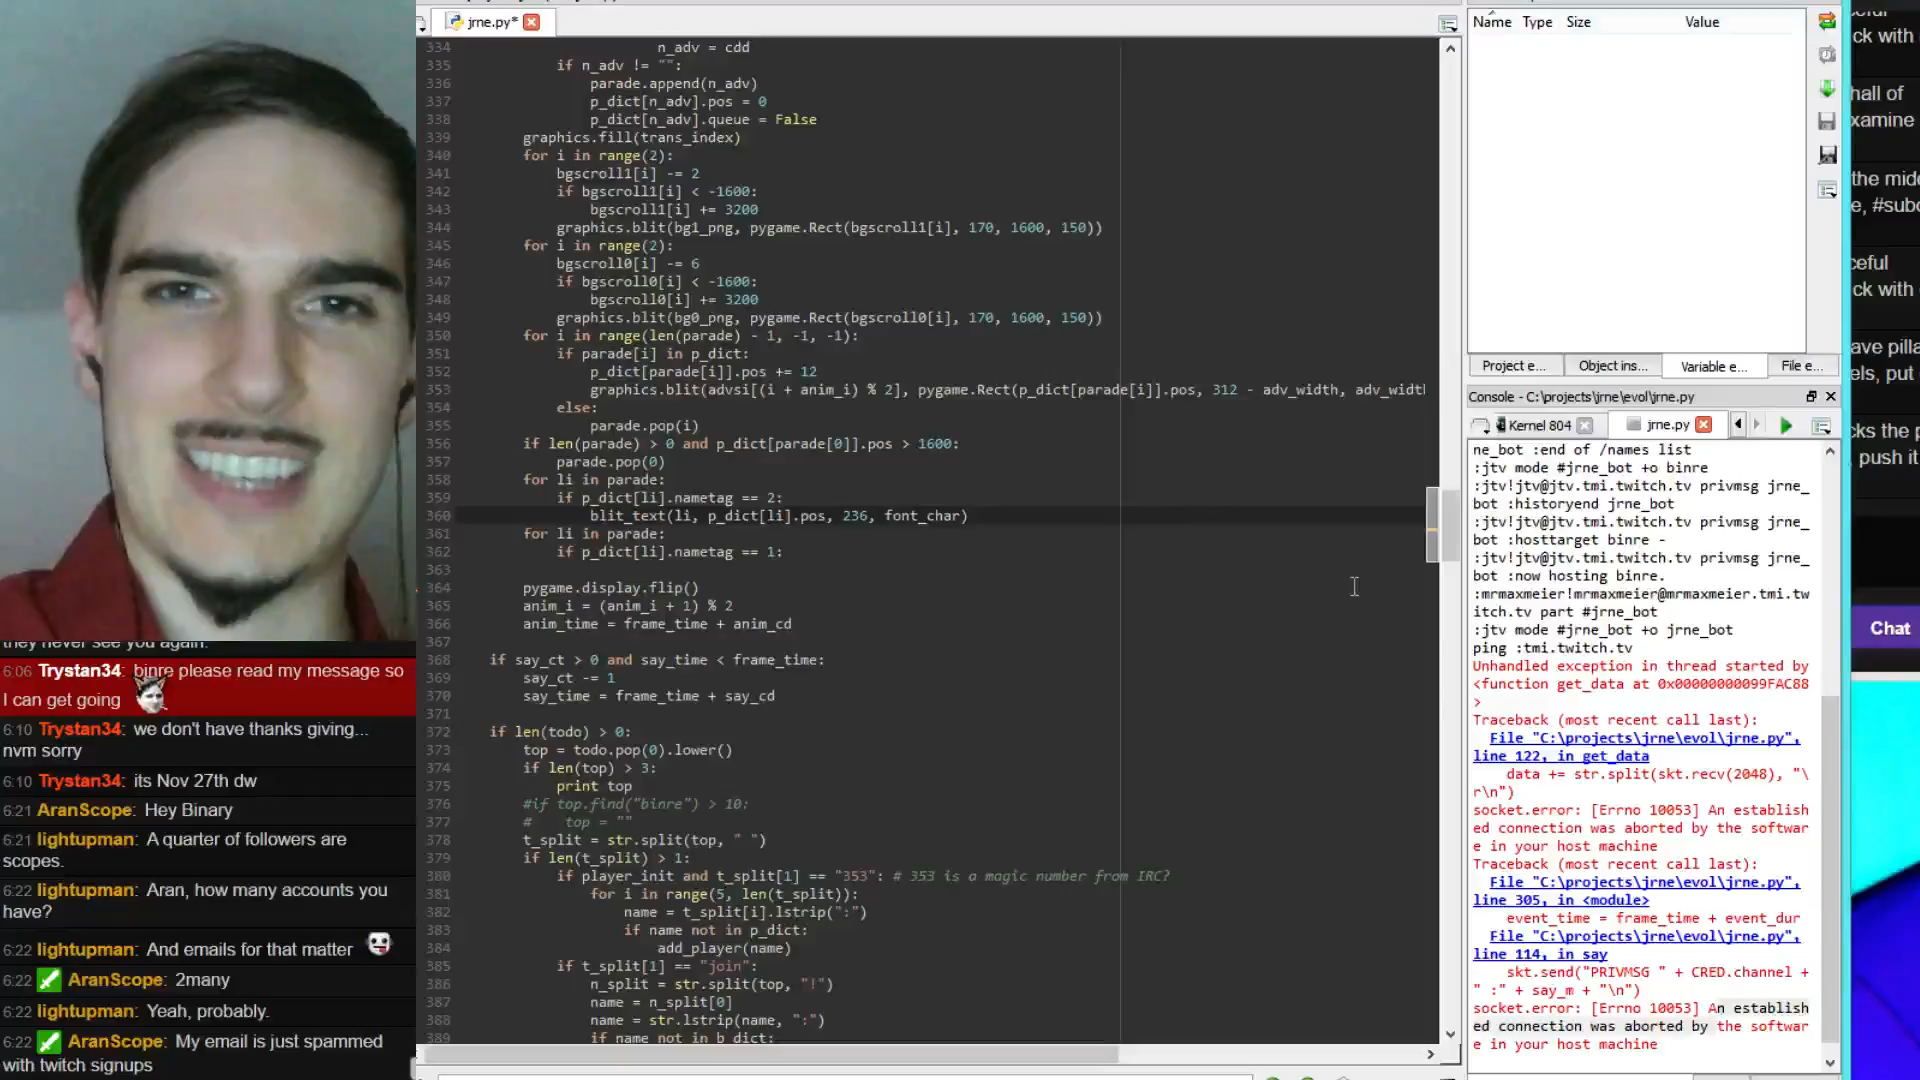 they never see you again.
6:06 Trystan34: binre please read my message so
I can get going
6:10 Trystan34: we don't have thanks giving...
nvm sorry
6:10 Trystan34: its Nov 27th dw
6:21 AranScope: Hey Binary
6:21 lightupman: A quarter of followers are
scopes.
6:22 lightupman: Aran, how many accounts you
have?
6:22 lightupman: And emails for that matter
6:22 AranScope: 2many
6:22 lightupman: Yeah, probably.
6:22 AranScope: My email is just spammed
with twitch signups
jrne.py*
334 n_adv = cdd
335 if n_adv != "":
336 parade.append(n_adv)
337 p_dict[n_adv].pos = 0
338 p_dict[n_adv].queue = False
339 graphics.fill(trans_index)
340 for i in range(2):
341 bgscroll1[i] -= 2
342 if bgscroll1[i] < -1600:
343 bgscroll1[i] += 3200
344 graphics.blit(bg1_png, pygame.Rect(bgscroll1[i], 170, 1600, 150))
345 for i in range(2):
346 bgscroll0[i] -= 6
347 if bgscroll0[i] < -1600:
348 bgscroll0[i] += 3200
349 graphics.blit(bg0_png, pygame.Rect(bgscroll0[i], 170, 1600, 150))
350 for i in range(len(parade) - 1, -1, -1):
351 if parade[i] in p_dict:
352 p_dict[parade[i]].pos += 12
353 graphics.blit(advsi[(i + anim_i) % 2], pygame.Rect(p_dict[parade[i]].pos, 312 - adv_width, adv_widt
354 else:
355 parade.pop(i)
356 if len(parade) > 0 and p_dict[parade[0]].pos > 1600:
357 parade.pop(0)
358 for li in parade:
359 if p_dict[li].nametag == 2:
360 blit_text(li, p_dict[li].pos, 236, font_char)
361 for li in parade:
362 if p_dict[li].nametag == 1:
363
364 pygame.display.flip()
365 anim_i = (anim_i + 1) % 2
366 anim_time = frame_time + anim_cd
367
368 if say_ct > 0 and say_time < frame_time:
369 say_ct -= 1
370 say_time = frame_time + say_cd
371
372 if len(todo) > 0:
373 top = todo.pop(0).lower()
374 if len(top) > 3:
375 print top
376 #if top.find("binre") > 10:
377 # top = ""
378 t_split = str.split(top, " ")
379 if len(t_split) > 1:
380 if player_init and t_split[1] == "353": # 353 is a magic number from IRC?
381 for i in range(5, len(t_split)):
382 name = t_split[i].lstrip(":")
383 if name not in p_dict:
384 add_player(name)
385 if t_split[1] == "join":
386 n_split = str.split(top, "!")
387 name = n_split[0]
388 name = str.lstrip(name, ":")
389 if name not in b_dict:
Name Type Size Value
Project e... Object ins... Variable e... File e...
Console - C:\projects\jrne\evol\jrne.py
Kernel 804 jrne.py
ne_bot :end of /names list
:jtv mode #jrne_bot +o binre
:jtv!jtv@jtv.tmi.twitch.tv privmsg jrne_
bot :historyend jrne_bot
:jtv!jtv@jtv.tmi.twitch.tv privmsg jrne_
bot :hosttarget binre -
:jtv!jtv@jtv.tmi.twitch.tv privmsg jrne_
bot :now hosting binre.
:mrmaxmeier!mrmaxmeier@mrmaxmeier.tmi.tw
itch.tv part #jrne_bot
:jtv mode #jrne_bot +o jrne_bot
ping :tmi.twitch.tv
Unhandled exception in thread started by
<function get_data at 0x00000000099FAC88
>
Traceback (most recent call last):
File "C:\projects\jrne\evol\jrne.py",
line 122, in get_data
data += str.split(skt.recv(2048), "\
r\n")
socket.error: [Errno 10053] An establish
ed connection was aborted by the softwar
e in your host machine
Traceback (most recent call last):
File "C:\projects\jrne\evol\jrne.py",
line 305, in <module>
event_time = frame_time + event_dur
File "C:\projects\jrne\evol\jrne.py",
line 114, in say
skt.send("PRIVMSG " + CRED.channel +
" :" + say_m + "\n")
socket.error: [Errno 10053] An establish
ed connection was aborted by the softwar
e in your host machine
ck with
hall of
xamine
the mid
e, #sub
ceful
ck with
ave pilla
els, put
cks the p
push it
Chat